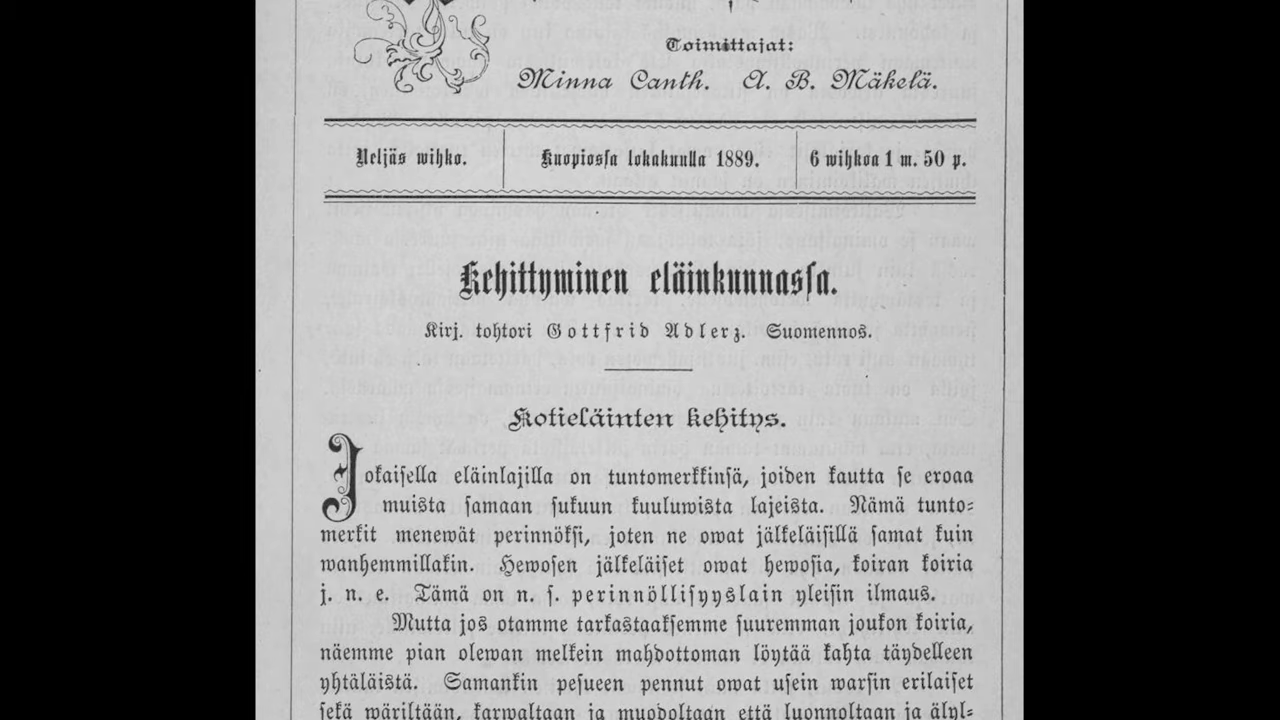 Toimittajat:
Minna Canth. A. B. Mäkelä.
Neljäs wihko. Kuopiossa lokakuulla 1889. 6 wihkoa 1 m. 50 p.
Kehittyminen eläinkunnassa.
Kirj. tohtori Gottfrid Adlerz. Suomennos.
Kotieläinten kehitys.
Jokaisella eläinlajilla on tuntomerkkinsä, joiden kautta se eroaa
muista samaan sukuun kuulumista lajeista. Nämä tunto-
merkit menewät perinnöksi, joten ne owat jälkeläisillä samat kuin
wanhemmillakin. Hewosen jälkeläiset owat hewosia, koiran koiria
j. n. e. Tämä on n. s. perinnöllisyyslain yleisin ilmaus.
Mutta jos otamme tarkastaaksemme suuremman joukon koiria,
näemme pian olewan melkein mahdottoman löytää kahta täydelleen
yhtäläistä. Samankin pesueen pennut owat usein warsin erilaiset
sekä wäriltään, karwaltaan ja muodoltaan että luonnoltaan ja älyl-